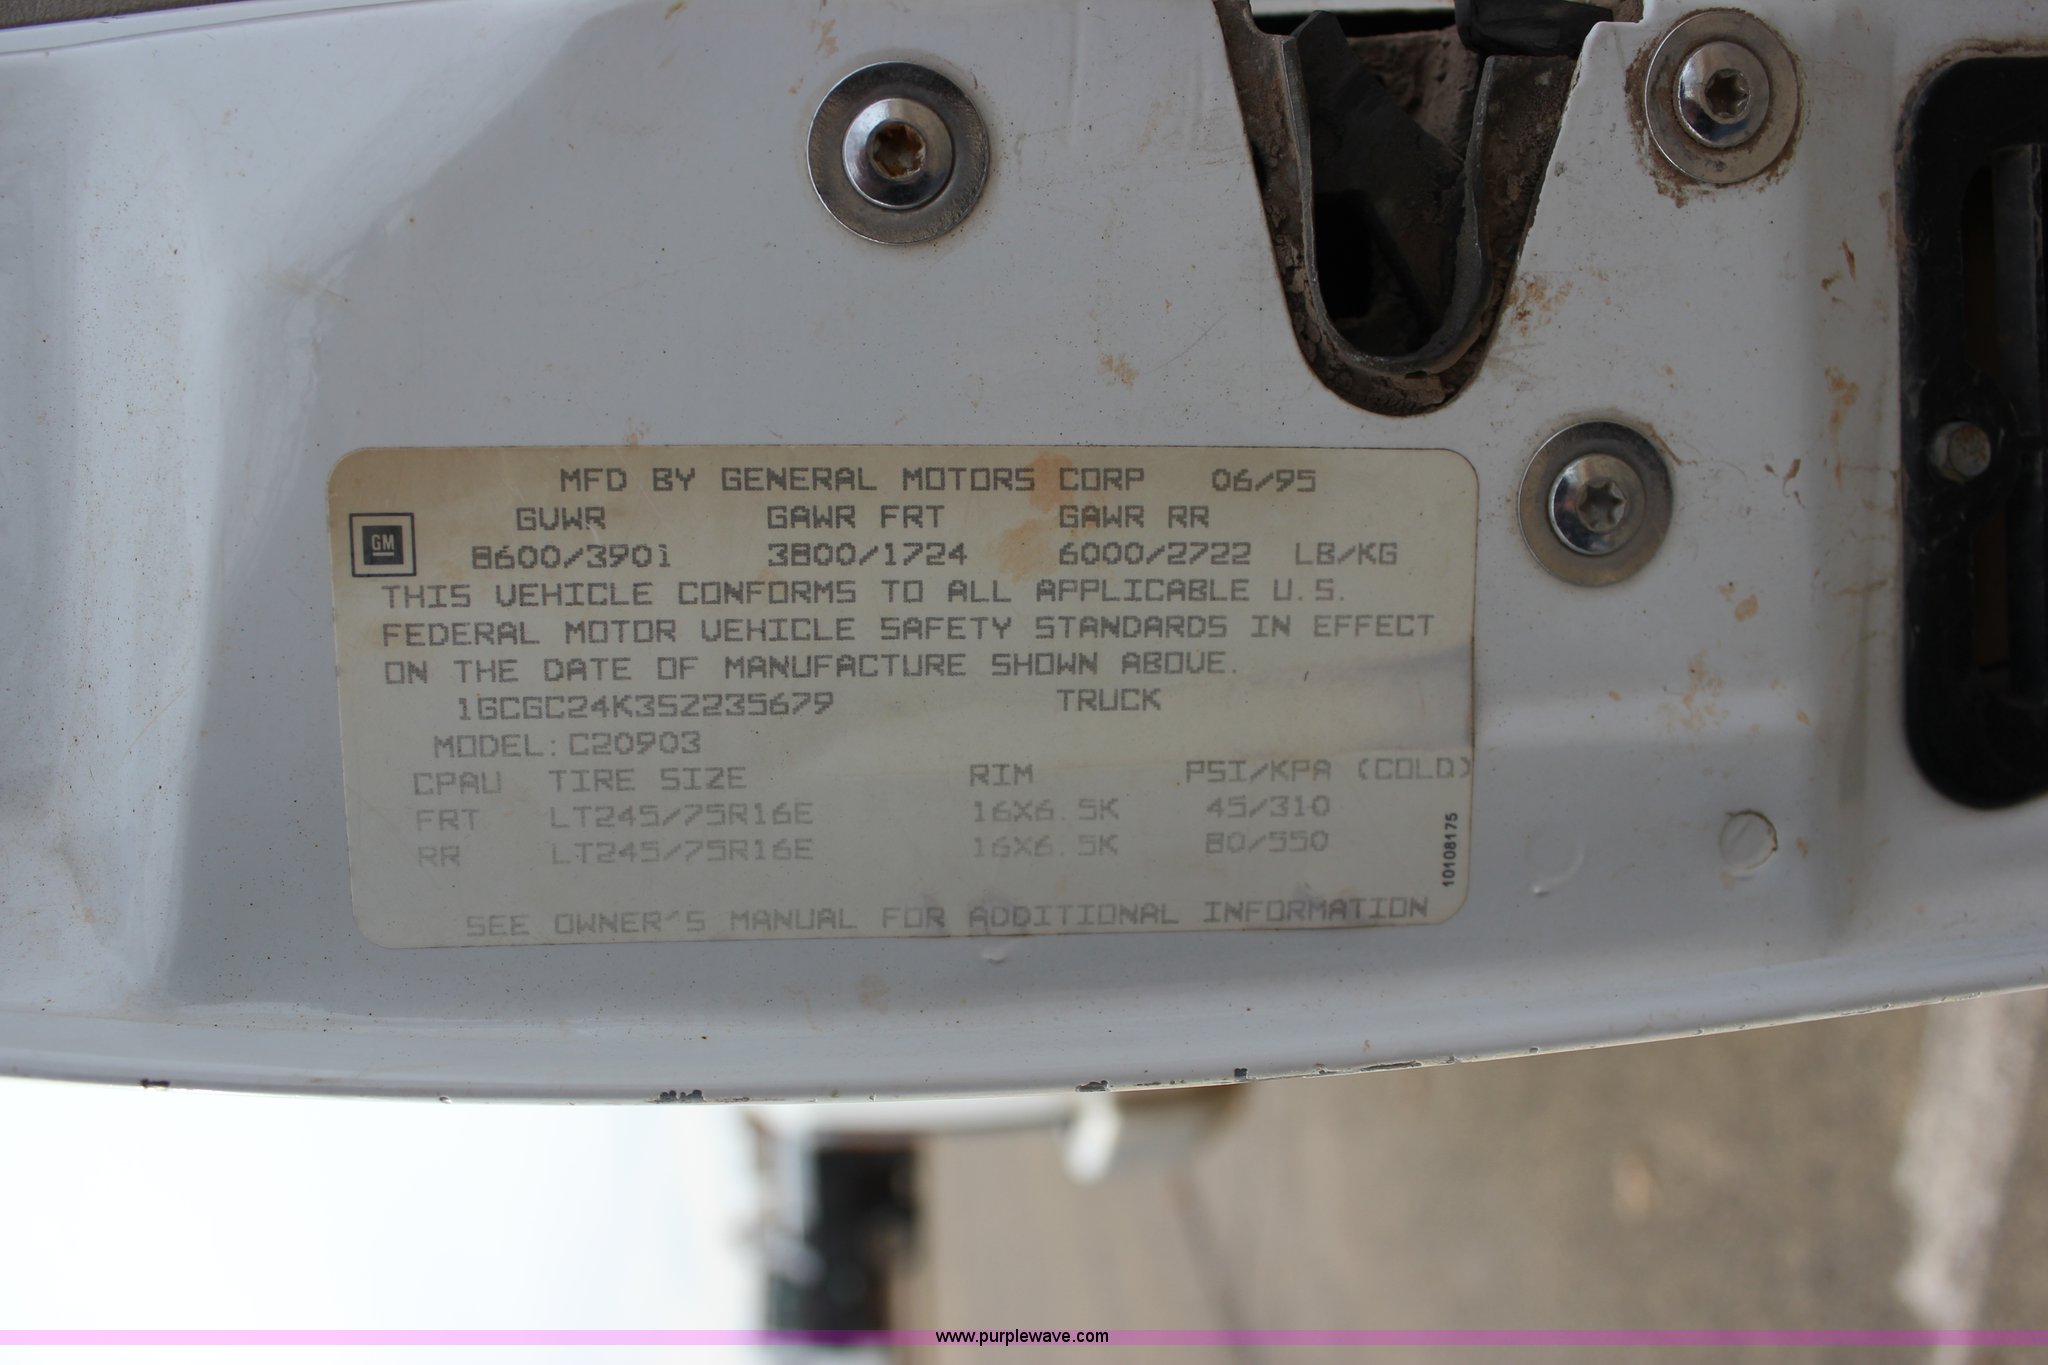 MFD BY GENERAL MOTORS CORP 06/95
GVWR GAWR FRT GAWR RR
GM
8600/3901 3800/1724 6000/2722 LB/KG
THIS VEHICLE CONFORMS TO ALL APPLICABLE U.S.
FEDERAL MOTOR VEHICLE SAFETY STANDARDS IN EFFECT
ON THE DATE OF MANUFACTURE SHOWN ABOVE.
1GCGC24K3SZ235679 TRUCK
MODEL:C20903
CPAV TIRE SIZE RIM PSI/KPA (COLD)
FRT LT245/75R16E 16X6.5K 45/310
RR LT245/75R16E 16X6.5K 80/550
10108175
SEE OWNER'S MANUAL FOR ADDITIONAL INFORMATION
www.purplewave.com